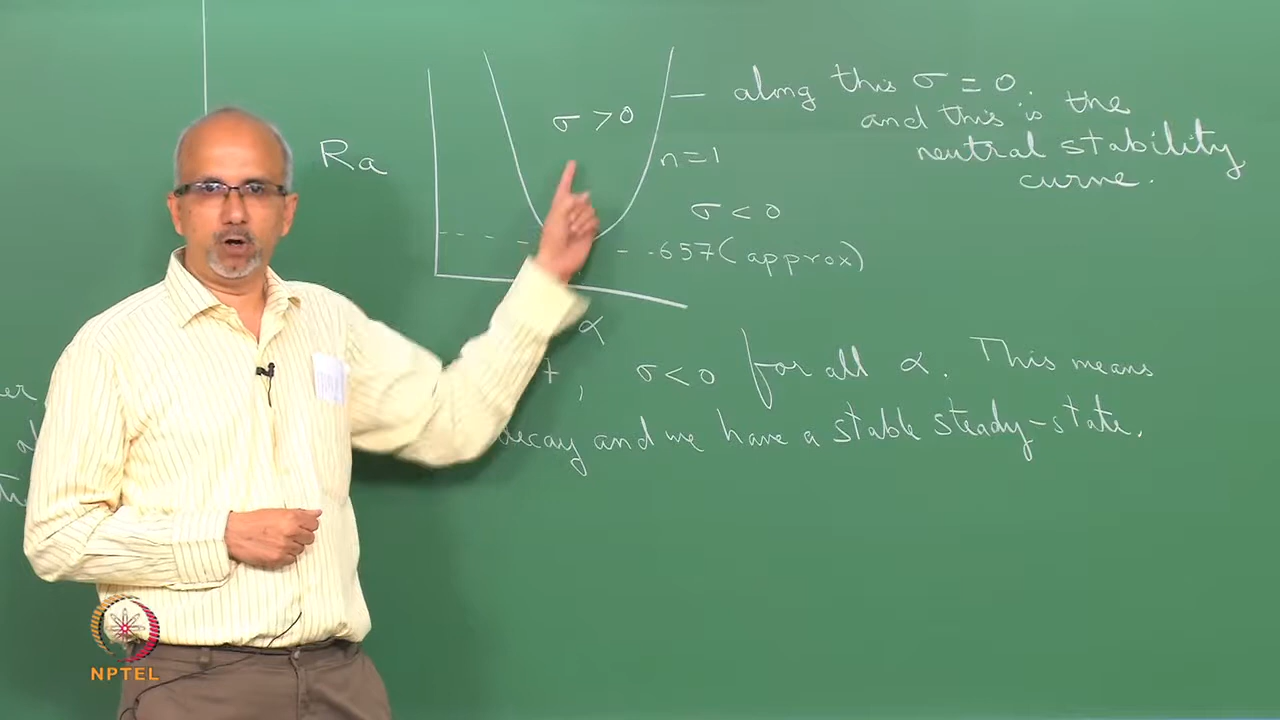 Ra
σ > 0
— along this σ = 0.
and this is the
neutral stability
curve.
n=1
σ < 0
657 (approx)
α
7, σ < 0 for all α. This means
decay and we have a stable steady-state.
NPTEL